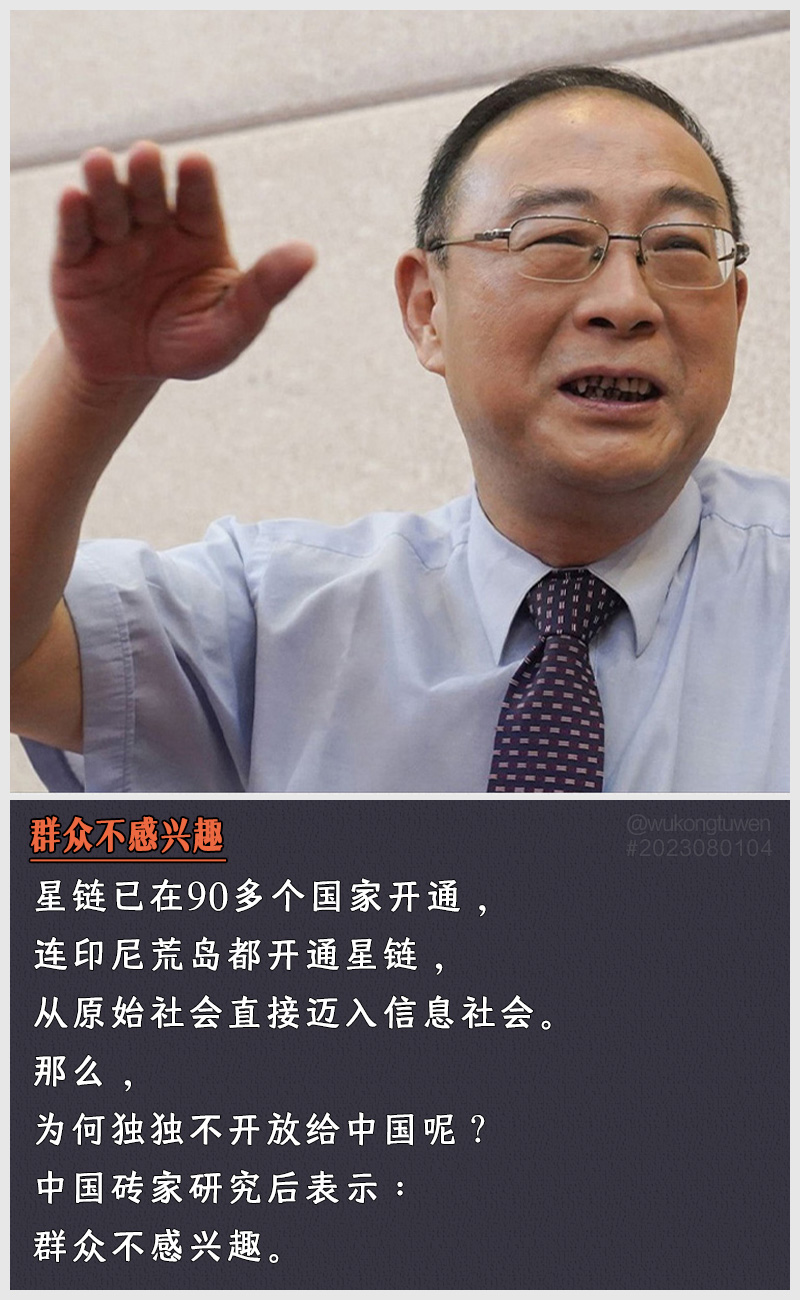 群众不感兴趣
@wukongtuwen
#2023080104
星链已在90多个国家开通，
连印尼荒岛都开通星链，
从原始社会直接迈入信息社会。
那么，
为何独独不开放给中国呢？
中国砖家研究后表示：
群众不感兴趣。